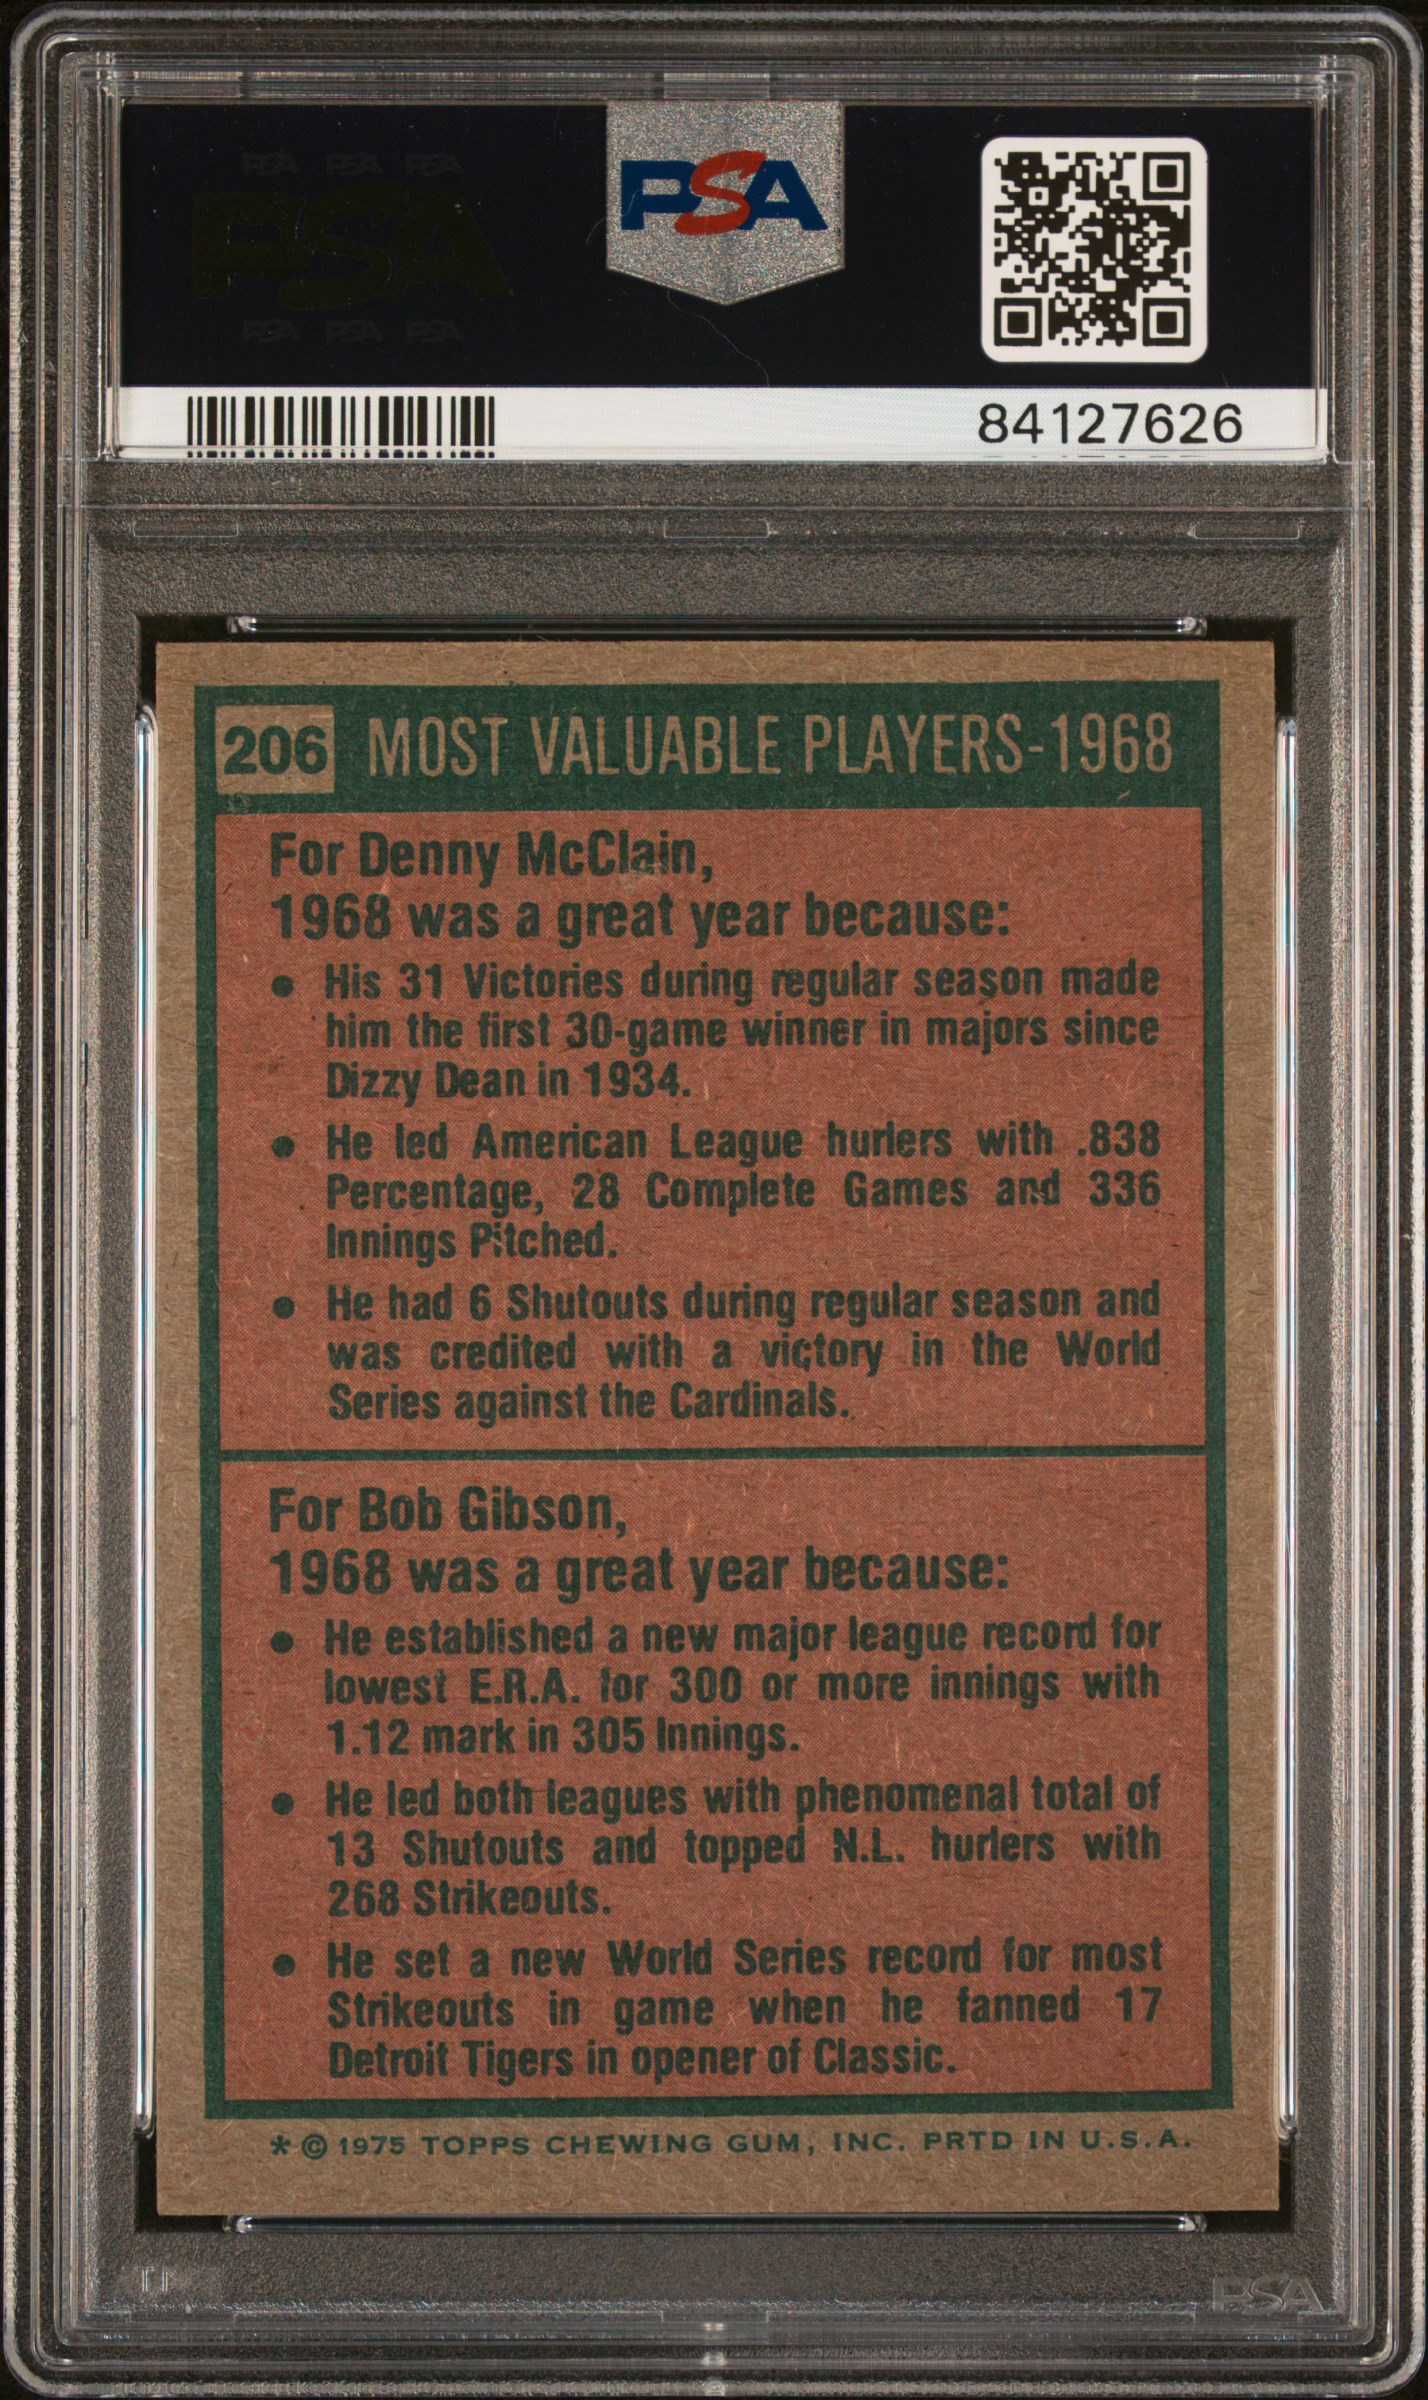 PSA PSA PSA
PSA
PSA PSA PSA
PSA
84127626
206 MOST VALUABLE PLAYERS-1968
For Denny McClain,
1968 was a great year because:
● His 31 Victories during regular season made
him the first 30-game winner in majors since
Dizzy Dean in 1934.
● He led American League hurlers with .838
Percentage, 28 Complete Games and 336
Innings Pitched.
● He had 6 Shutouts during regular season and
was credited with a victory in the World
Series against the Cardinals.
For Bob Gibson,
1968 was a great year because:
● He established a new major league record for
lowest E.R.A. for 300 or more innings with
1.12 mark in 305 Innings.
● He led both leagues with phenomenal total of
13 Shutouts and topped N.L. hurlers with
268 Strikeouts.
● He set a new World Series record for most
Strikeouts in game when he fanned 17
Detroit Tigers in opener of Classic.
* © 1975 TOPPS CHEWING GUM, INC. PRTD IN U.S.A.
PSA